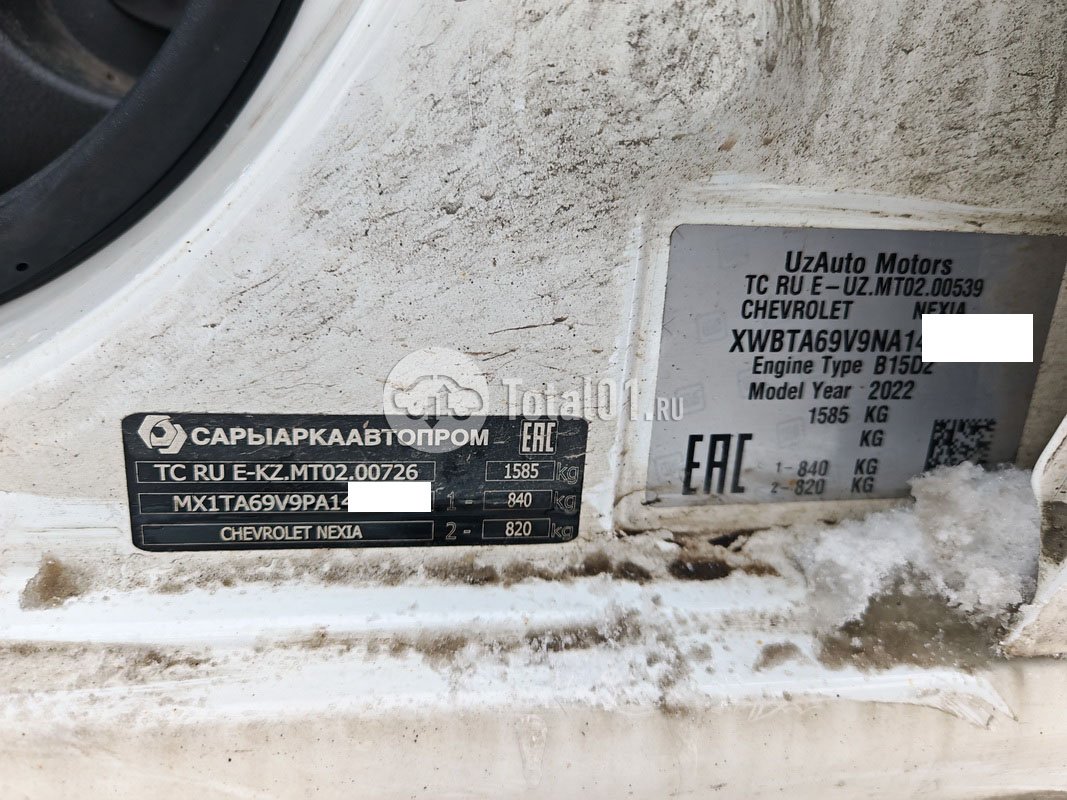 САРЫАРКААВТОПРОМ EAC
TC RU E-KZ.MT02.00726 1585 kg
MX1TA69V9PA14 1 - 840 kg
CHEVROLET NEXIA 2 - 820 kg
Total01.RU
UzAuto Motors
TC RU E-UZ.MT02.00539
CHEVROLET NEXIA
XWBTA69V9NA14
Engine Type B15D2
Model Year 2022
1585 KG
KG
EAC 1-840 KG
2-820 KG